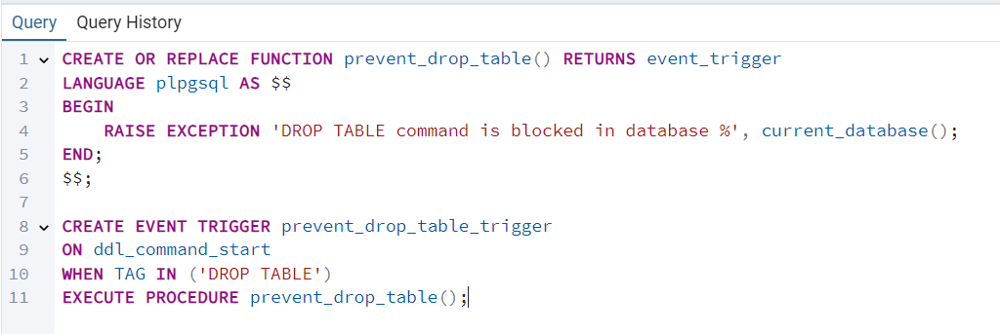 Query Query History
1 CREATE OR REPLACE FUNCTION prevent_drop_table() RETURNS event_trigger
2 LANGUAGE plpgsql AS $$
3 BEGIN
4     RAISE EXCEPTION 'DROP TABLE command is blocked in database %', current_database();
5 END;
6 $$;
7
8 CREATE EVENT TRIGGER prevent_drop_table_trigger
9 ON ddl_command_start
10 WHEN TAG IN ('DROP TABLE')
11 EXECUTE PROCEDURE prevent_drop_table();